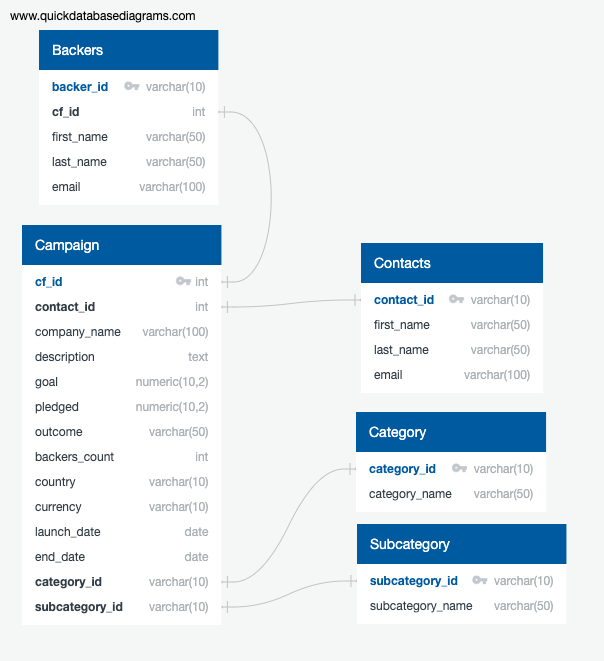 www.quickdatabasediagrams.com
Backers
backer_id varchar(10)
cf_id int
first_name varchar(50)
last_name varchar(50)
email varchar(100)
Campaign
cf_id int
contact_id int
company_name varchar(100)
description text
goal numeric(10,2)
pledged numeric(10,2)
outcome varchar(50)
backers_count int
country varchar(10)
currency varchar(10)
launch_date date
end_date date
category_id varchar(10)
subcategory_id varchar(10)
Contacts
contact_id varchar(10)
first_name varchar(50)
last_name varchar(50)
email varchar(100)
Category
category_id varchar(10)
category_name varchar(50)
Subcategory
subcategory_id varchar(10)
subcategory_name varchar(50)